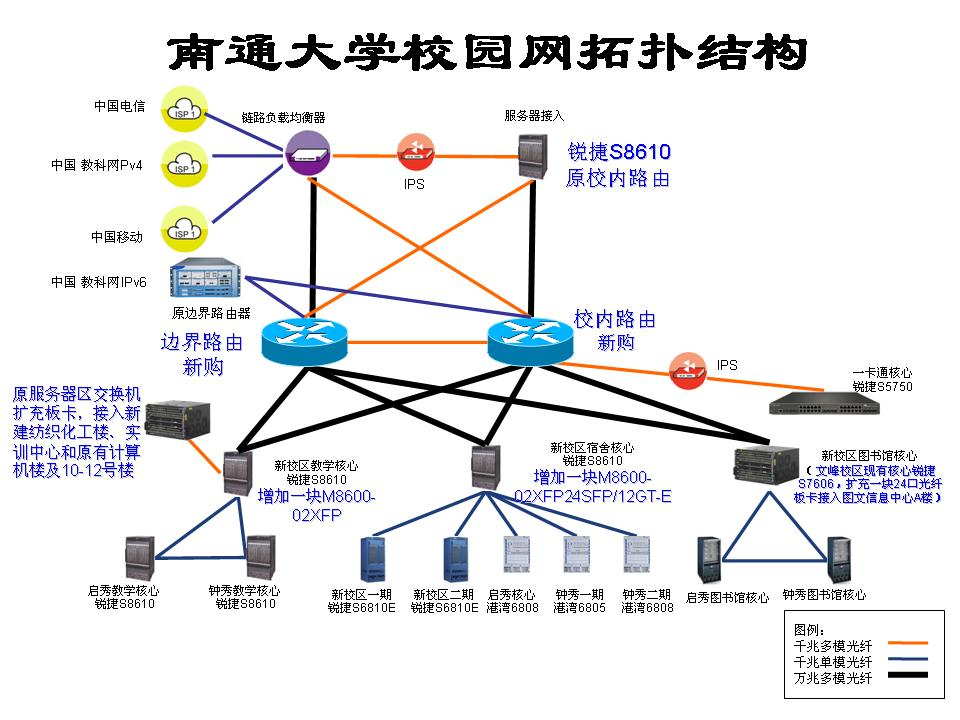 南通大学校园网拓扑结构
中国电信
ISP 1
链路负载均衡器
服务器接入
锐捷S8610
原校内路由
中国 教科网Pv4
ISP 1
IPS
中国移动
ISP 1
中国 教科网IPv6
原边界路由器
边界路由
新购
校内路由
新购
IPS
一卡通核心
锐捷S5750
原服务器区交换机
扩充板卡，接入新
建纺织化工楼、实
训中心和原有计算
机楼及10-12号楼
新校区教学核心
锐捷S8610
增加一块M8600-
02XFP
新校区宿舍核心
锐捷S8610
增加一块M8600-
02XFP24SFP/12GT-E
新校区图书馆核心
（文峰校区现有核心锐捷
S7606，扩充一块24口光纤
板卡接入图文信息中心A楼）
启秀教学核心
锐捷S8610
钟秀教学核心
锐捷S8610
新校区一期
锐捷S6810E
新校区二期
锐捷S6810E
启秀核心
港湾6808
钟秀一期
港湾6805
钟秀二期
港湾6808
启秀图书馆核心
钟秀图书馆核心
图例：
千兆多模光纤
千兆单模光纤
万兆多模光纤